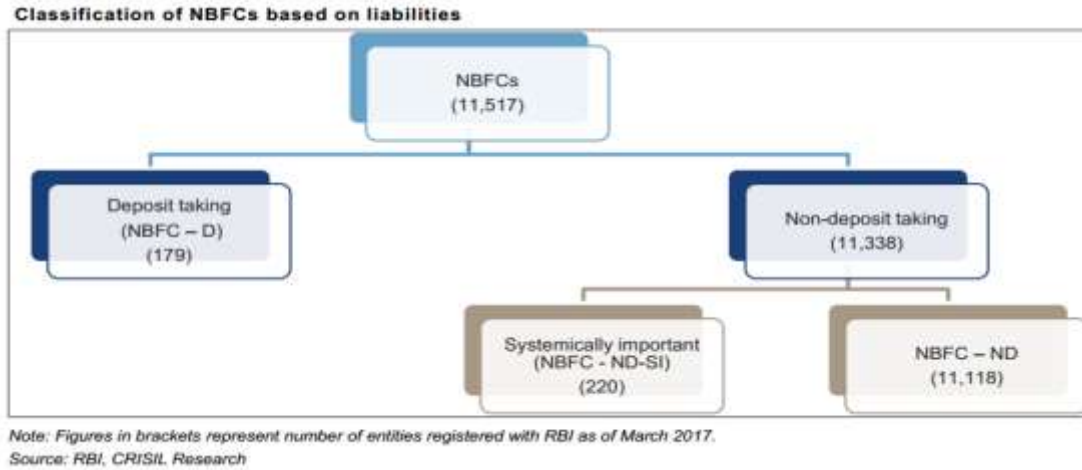 Classification of NBFCs based on liabilities
NBFCs
(11,517)
Deposit taking
(NBFC – D)
(179)
Non-deposit taking
(11,338)
Systemically important
(NBFC - ND-SI)
(220)
NBFC – ND
(11,118)
Note: Figures in brackets represent number of entities registered with RBI as of March 2017.
Source: RBI, CRISIL Research